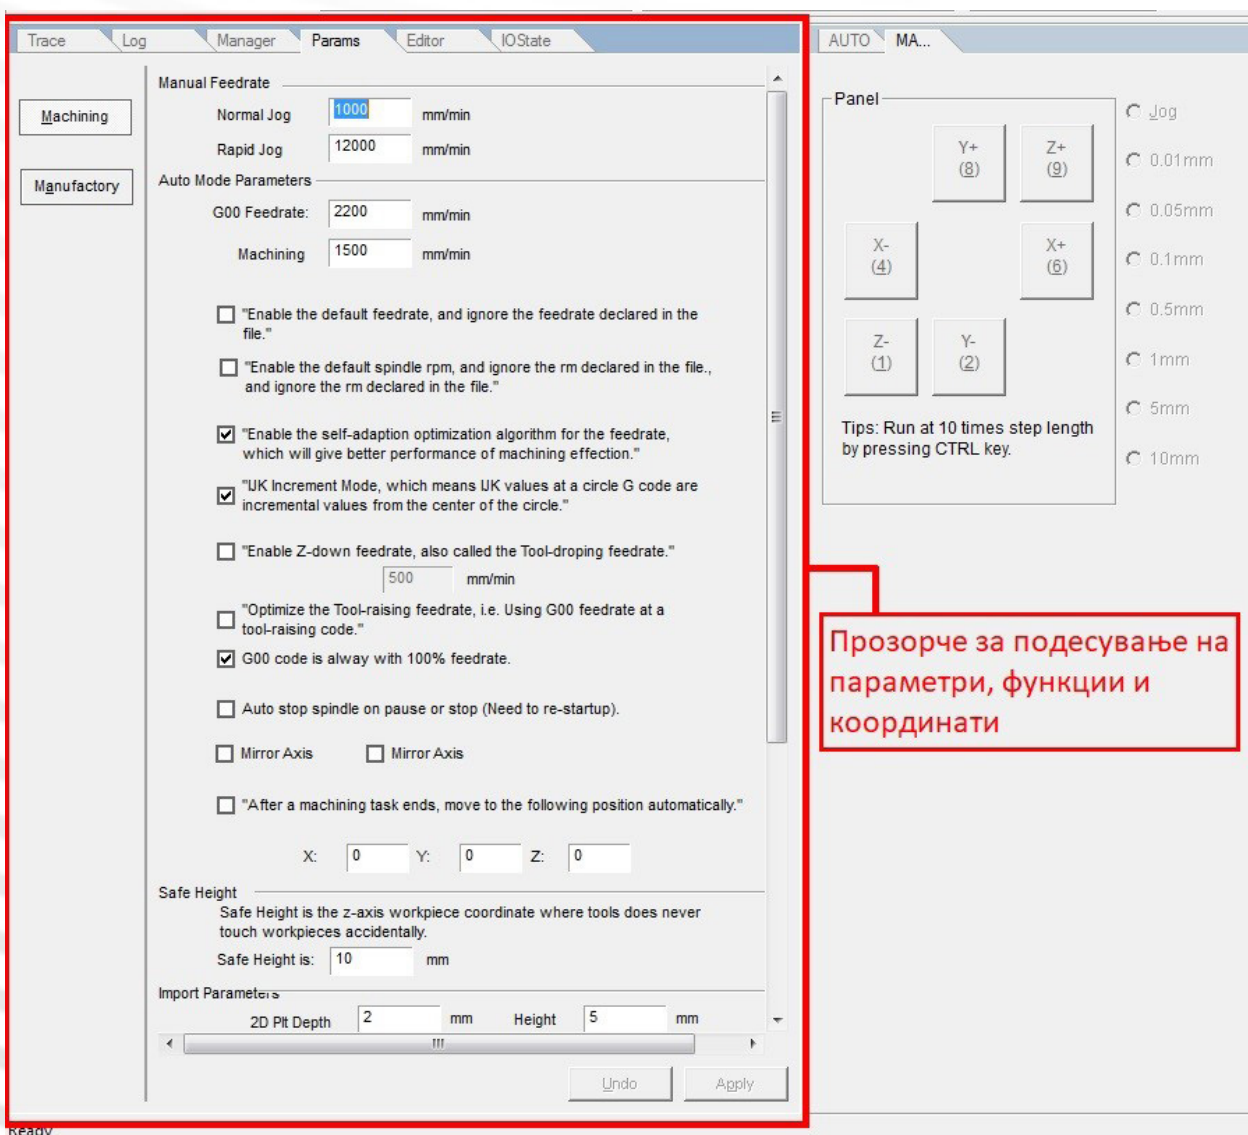 Trace Log Manager Params Editor IOState
AUTO MA...
Machining
Manufactory
Manual Feedrate
Normal Jog 1000 mm/min
Rapid Jog 12000 mm/min
Auto Mode Parameters
G00 Feedrate: 2200 mm/min
Machining 1500 mm/min
"Enable the default feedrate, and ignore the feedrate declared in the
file."
"Enable the default spindle rpm, and ignore the rm declared in the file.,
and ignore the rm declared in the file."
"Enable the self-adaption optimization algorithm for the feedrate,
which will give better performance of machining effection."
"IJK Increment Mode, which means IJK values at a circle G code are
incremental values from the center of the circle."
"Enable Z-down feedrate, also called the Tool-droping feedrate."
500 mm/min
"Optimize the Tool-raising feedrate, i.e. Using G00 feedrate at a
tool-raising code."
G00 code is alway with 100% feedrate.
Auto stop spindle on pause or stop (Need to re-startup).
Mirror Axis Mirror Axis
"After a machining task ends, move to the following position automatically."
X: 0 Y: 0 Z: 0
Safe Height
Safe Height is the z-axis workpiece coordinate where tools does never
touch workpieces accidentally.
Safe Height is: 10 mm
Import Parameters
2D Plt Depth 2 mm Height 5 mm
Undo Apply
Panel
Y+
(8)
Z+
(9)
X-
(4)
X+
(6)
Z-
(1)
Y-
(2)
Tips: Run at 10 times step length
by pressing CTRL key.
Jog
0.01mm
0.05mm
0.1mm
0.5mm
1mm
5mm
10mm
Прозорче за подесување на
параметри, функции и
координати
Ready